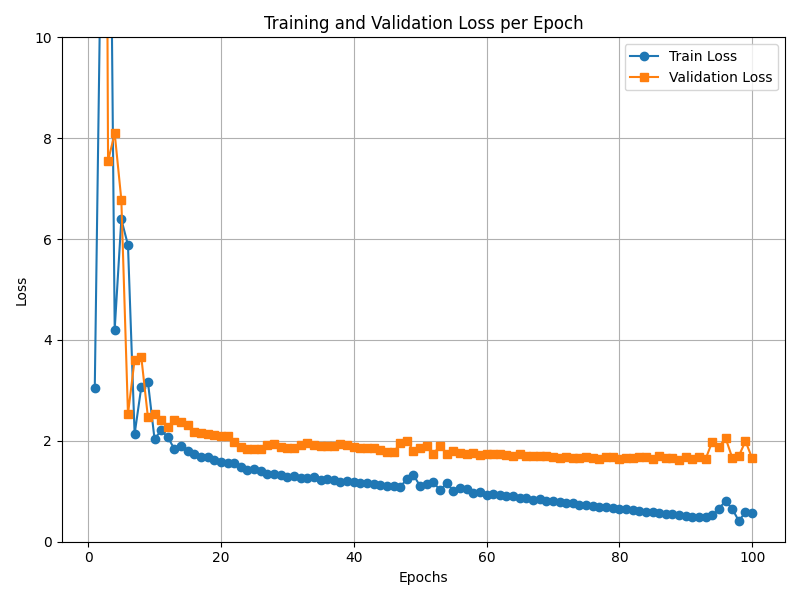 Training and Validation Loss per Epoch
Train Loss
Validation Loss
Loss
10
8
6
4
2
0
0 20 40 60 80 100
Epochs